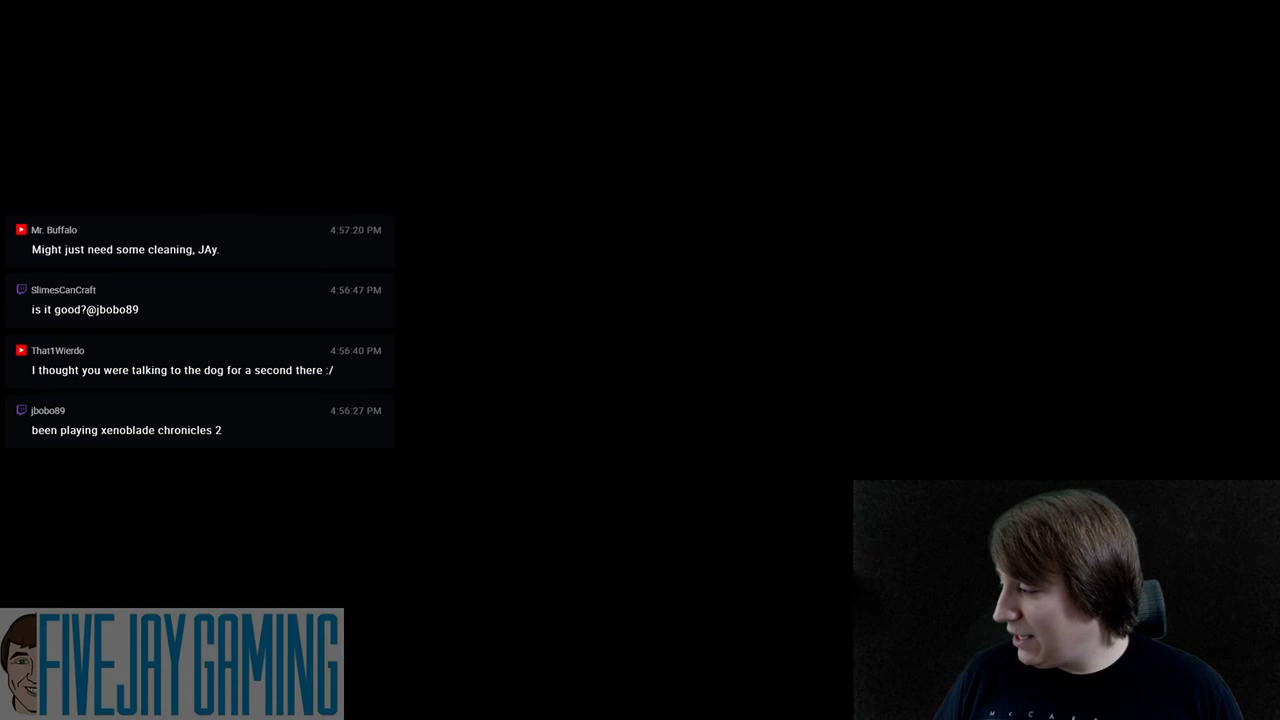 Mr. Buffalo 4:57:20 PM
Might just need some cleaning, JAy.
SlimesCanCraft 4:56:47 PM
is it good?@jbobo89
That1Wierdo 4:56:40 PM
I thought you were talking to the dog for a second there :/
jbobo89 4:56:27 PM
been playing xenoblade chronicles 2
FIVEJAYGAMING